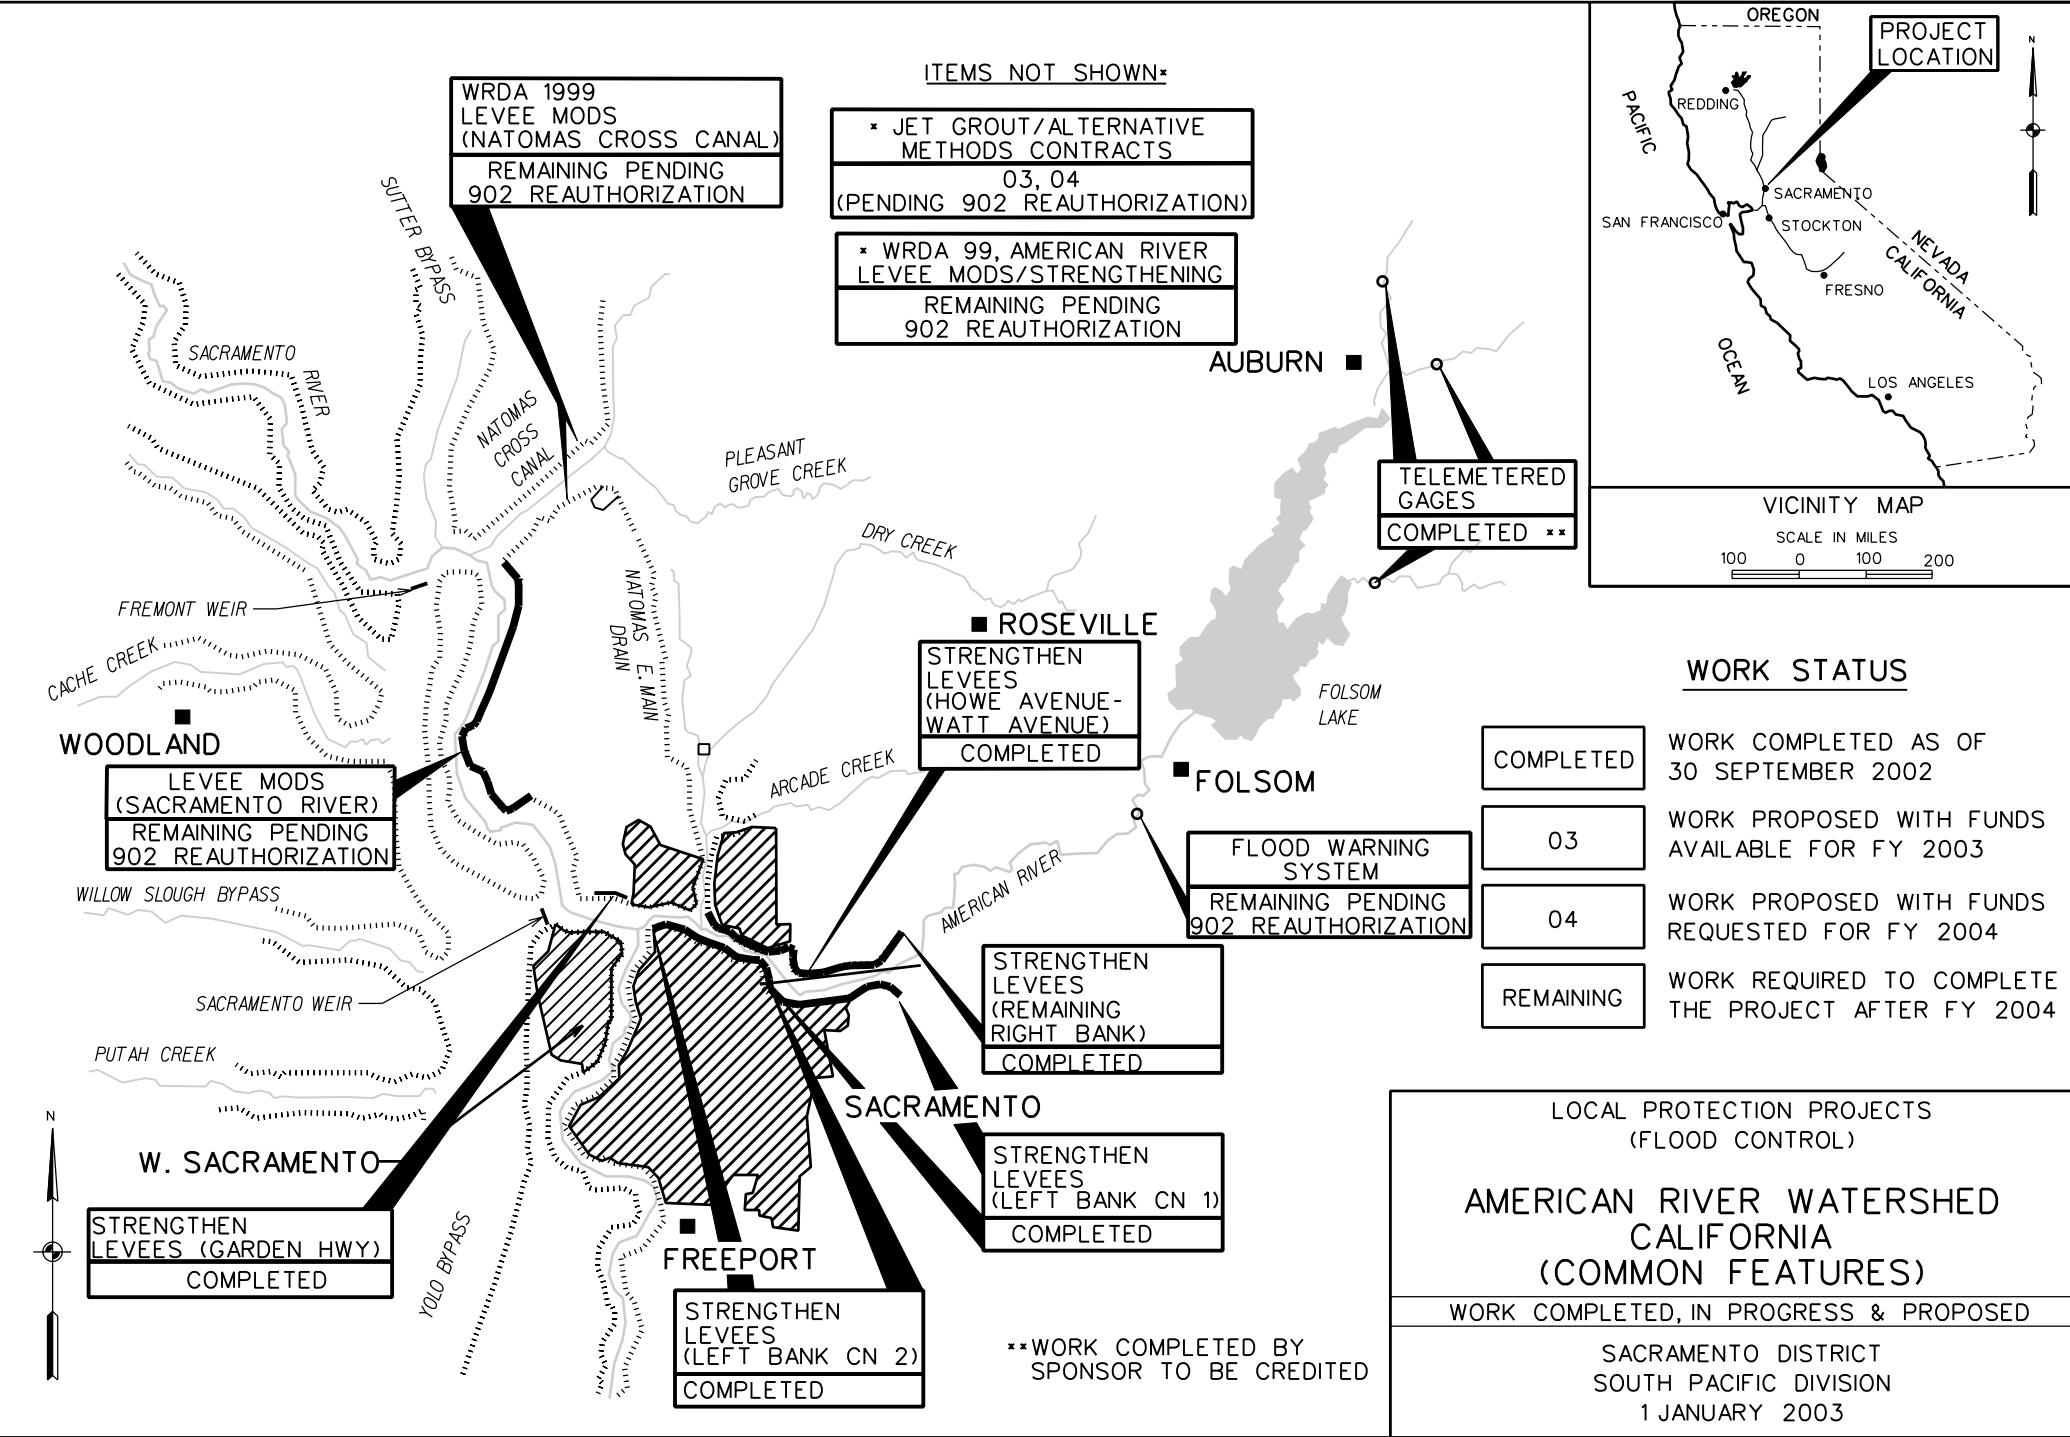 WRDA 1999
LEVEE MODS
(NATOMAS CROSS CANAL)
REMAINING PENDING
902 REAUTHORIZATION
ITEMS NOT SHOWN*
* JET GROUT/ALTERNATIVE
METHODS CONTRACTS
03, 04
(PENDING 902 REAUTHORIZATION)
* WRDA 99, AMERICAN RIVER
LEVEE MODS/STRENGTHENING
REMAINING PENDING
902 REAUTHORIZATION
OREGON
PROJECT
LOCATION
N
REDDING
PACIFIC
SACRAMENTO
SAN FRANCISCO
STOCKTON
NEVADA
CALIFORNIA
FRESNO
OCEAN
LOS ANGELES
VICINITY MAP
SCALE IN MILES
100 0 100 200
SUTTER BYPASS
SACRAMENTO
RIVER
NATOMAS
CROSS
CANAL
PLEASANT
GROVE CREEK
DRY CREEK
AUBURN
TELEMETERED
GAGES
COMPLETED **
FREMONT WEIR
CACHE CREEK
NATOMAS E. MAIN
DRAIN
ROSEVILLE
STRENGTHEN
LEVEES
(HOWE AVENUE-
WATT AVENUE)
COMPLETED
FOLSOM
LAKE
WOODLAND
LEVEE MODS
(SACRAMENTO RIVER)
REMAINING PENDING
902 REAUTHORIZATION
ARCADE CREEK
FOLSOM
FLOOD WARNING
SYSTEM
REMAINING PENDING
902 REAUTHORIZATION
AMERICAN RIVER
WILLOW SLOUGH BYPASS
SACRAMENTO WEIR
PUTAH CREEK
STRENGTHEN
LEVEES
(REMAINING
RIGHT BANK)
COMPLETED
SACRAMENTO
STRENGTHEN
LEVEES
(LEFT BANK CN 1)
COMPLETED
N
W. SACRAMENTO
STRENGTHEN
LEVEES (GARDEN HWY)
COMPLETED
YOLO BYPASS
FREEPORT
STRENGTHEN
LEVEES
(LEFT BANK CN 2)
COMPLETED
**WORK COMPLETED BY
SPONSOR TO BE CREDITED
WORK STATUS
COMPLETED
WORK COMPLETED AS OF
30 SEPTEMBER 2002
03
WORK PROPOSED WITH FUNDS
AVAILABLE FOR FY 2003
04
WORK PROPOSED WITH FUNDS
REQUESTED FOR FY 2004
REMAINING
WORK REQUIRED TO COMPLETE
THE PROJECT AFTER FY 2004
LOCAL PROTECTION PROJECTS
(FLOOD CONTROL)
AMERICAN RIVER WATERSHED
CALIFORNIA
(COMMON FEATURES)
WORK COMPLETED, IN PROGRESS & PROPOSED
SACRAMENTO DISTRICT
SOUTH PACIFIC DIVISION
1 JANUARY 2003